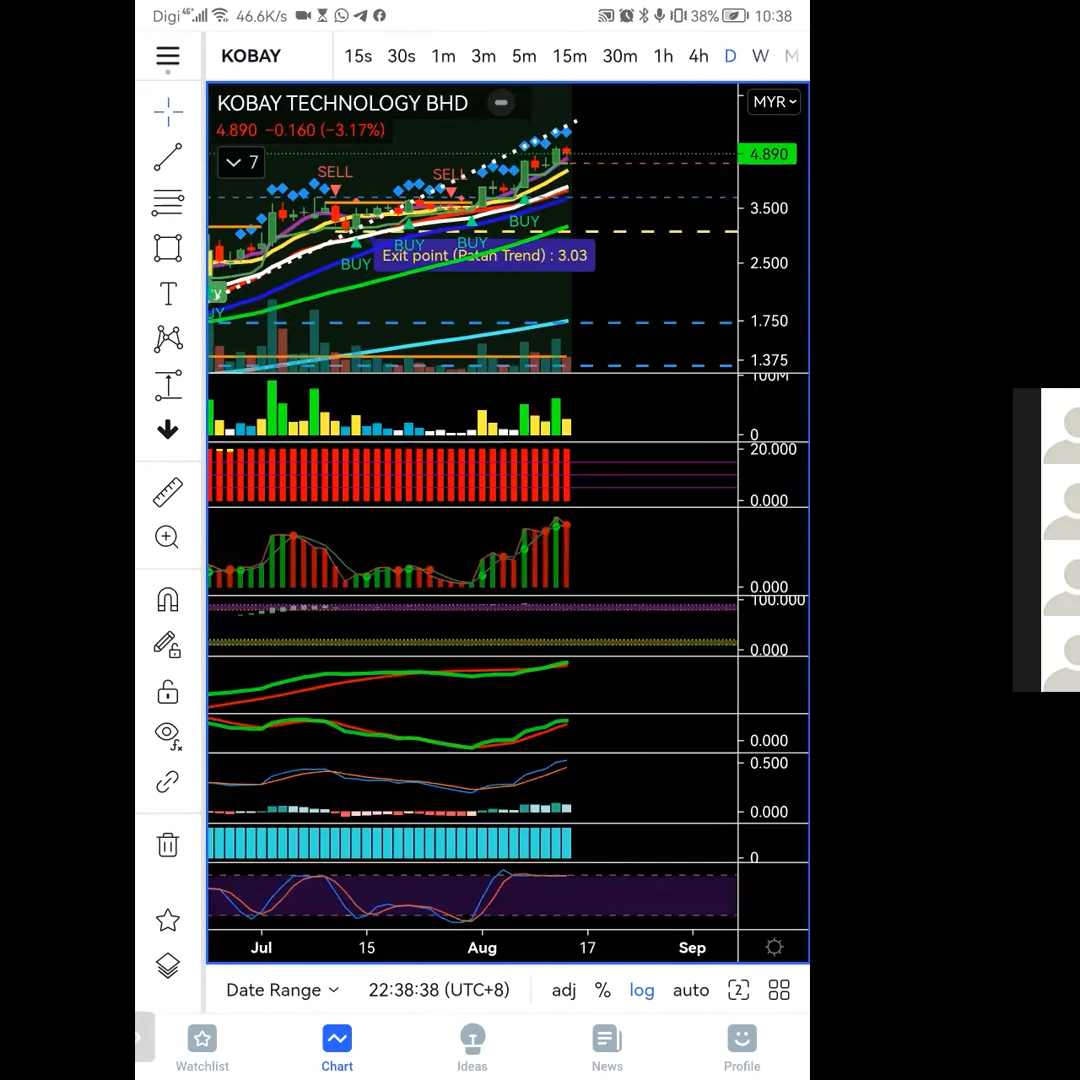 Digi 4G 46.6K/s 38% 10:38
KOBAY 15s 30s 1m 3m 5m 15m 30m 1h 4h D W M
KOBAY TECHNOLOGY BHD
MYR
4.890 −0.160 (−3.17%)
7
SELL
SELL
4.890
3.500
BUY
BUY
BUY
BUY
Exit point (Patah Trend) : 3.03
2.500
1.750
1.375
100M
0
20.000
0.000
0.000
100.000
0.000
0.000
0.500
0.000
0
Jul 15 Aug 17 Sep
Date Range 22:38:38 (UTC+8) adj % log auto 2
Watchlist Chart Ideas News Profile